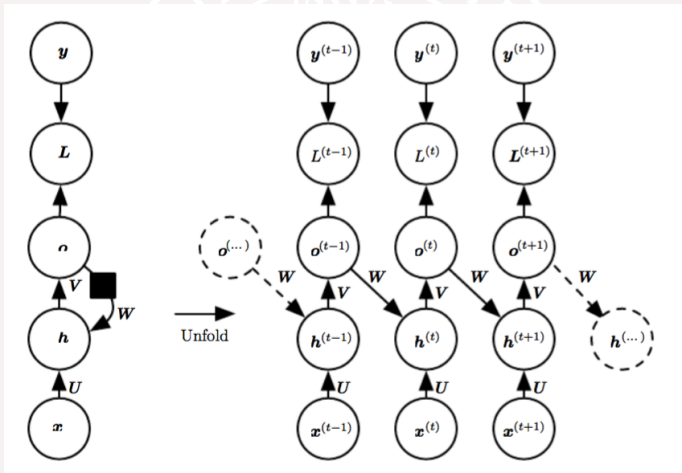 y y^(t−1) y^(t) y^(t+1)
L L^(t−1) L^(t) L^(t+1)
o o^(...) o^(t−1) o^(t) o^(t+1)
W W W W
V V V V
W
h h^(t−1) h^(t) h^(t+1) h^(...)
Unfold
U U U U
x x^(t−1) x^(t) x^(t+1)